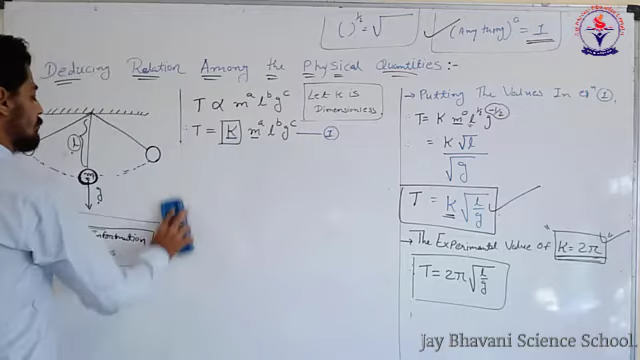 ( )^½ = √
(Any thing)^0 = 1
Deducing Relation Among the Physical Quantities :-
T ∝ m^a l^b g^c
T = K m^a l^b g^c —— ①
Let K is
Dimensionless
l
m
g
Information
→ Putting The Values In eqⁿ ①
∴ T = K m^0 l^½ g^-1/2
= K √l
√g
T = K √l/g
→ The Experimental Value Of "K = 2π"
T = 2π √l/g
Jay Bhavani Science School.